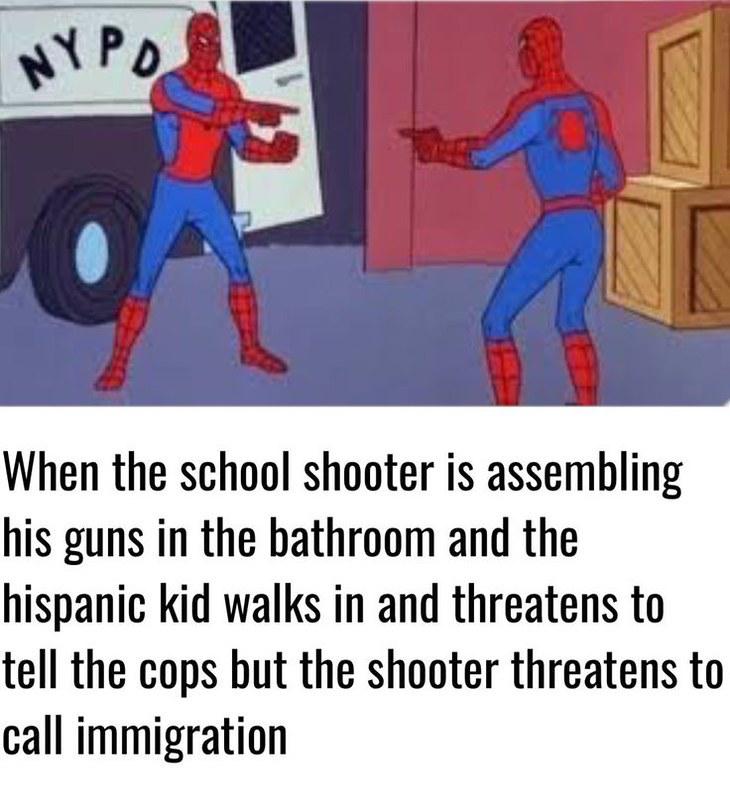 NYPD
When the school shooter is assembling
his guns in the bathroom and the
hispanic kid walks in and threatens to
tell the cops but the shooter threatens to
call immigration